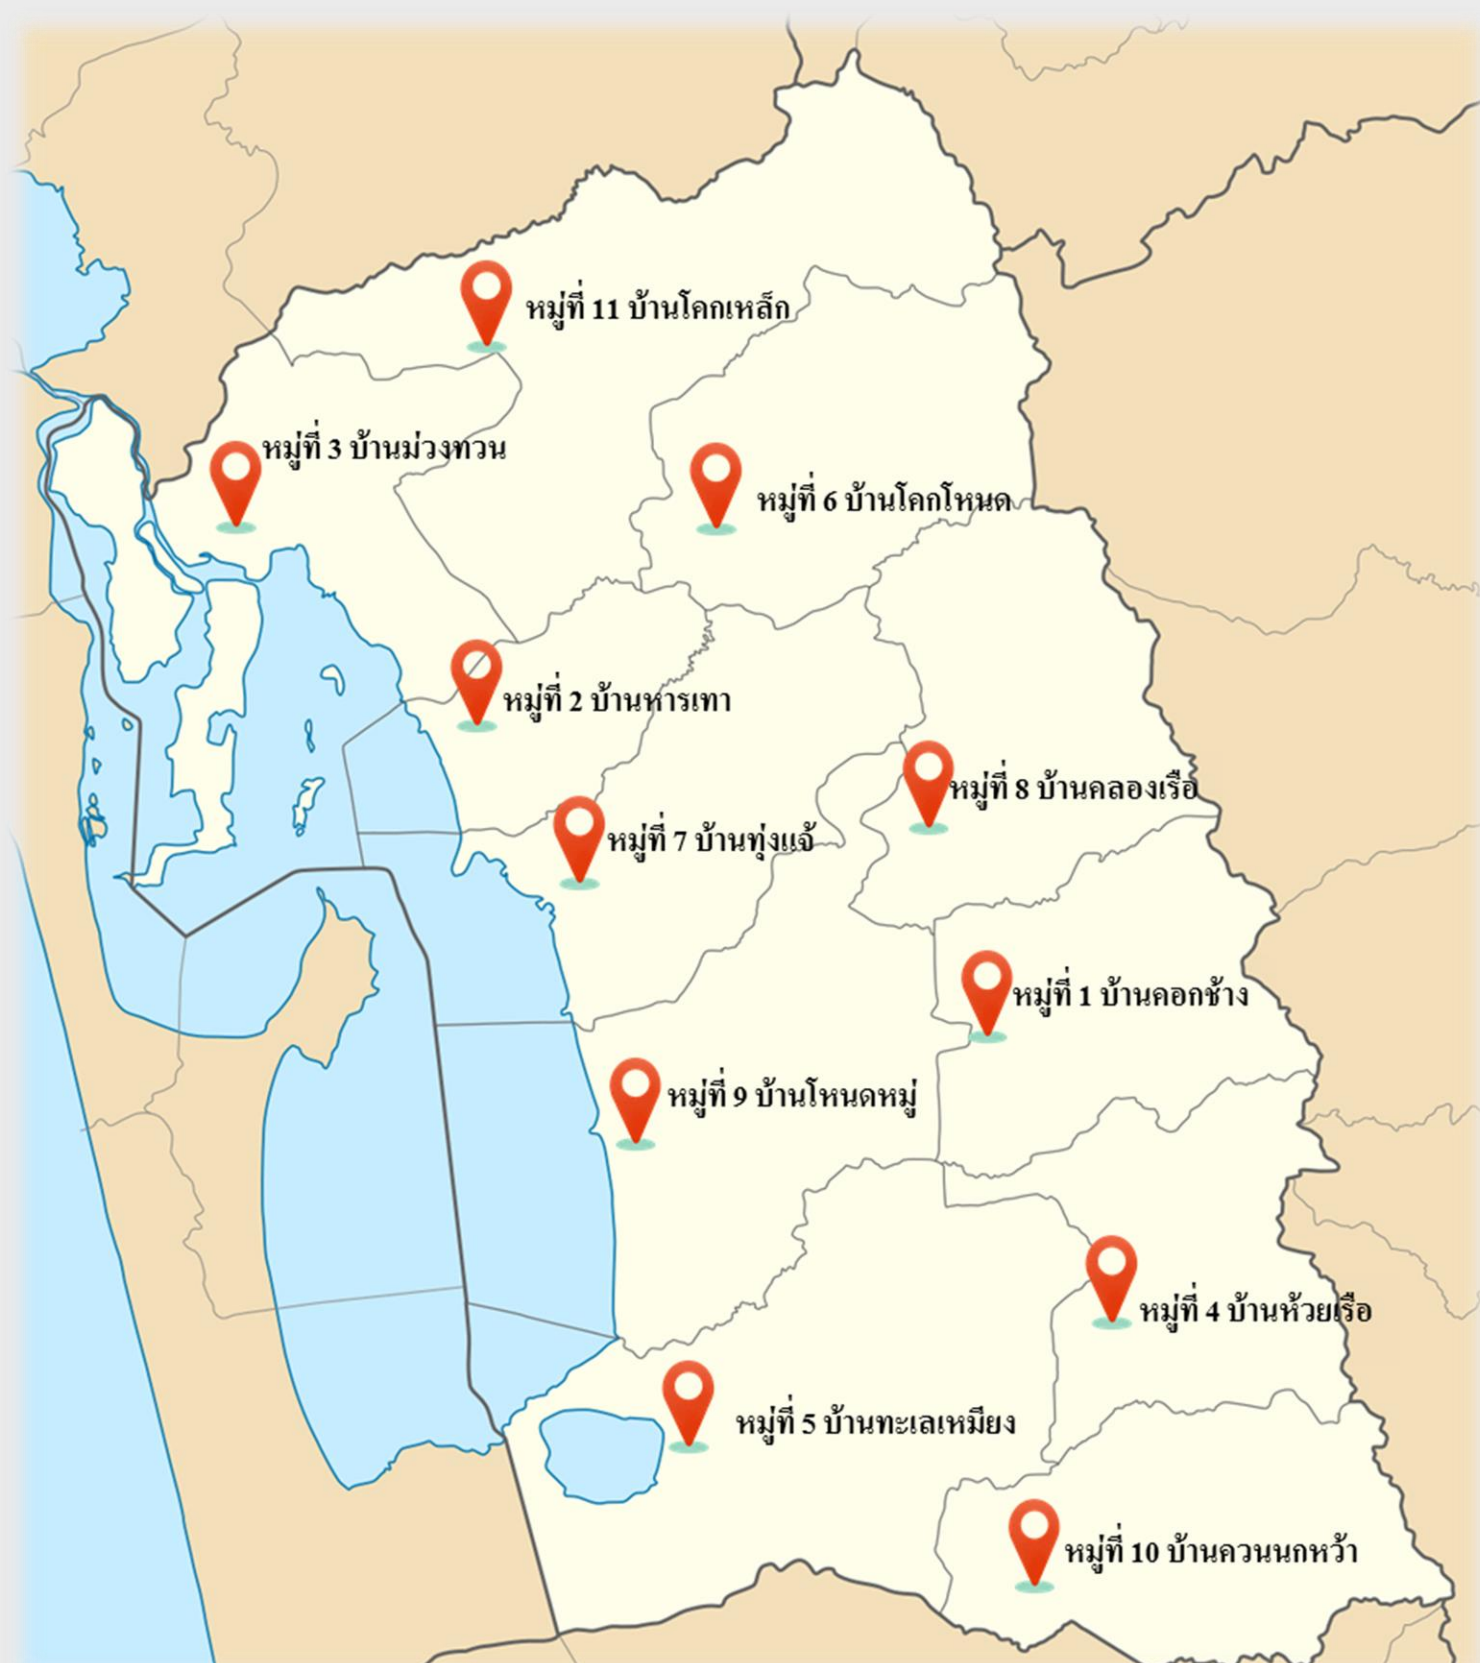 หมู่ที่ 11 บ้านโคกเหล็ก
หมู่ที่ 3 บ้านม่วงทวน
หมู่ที่ 6 บ้านโคกโหนด
หมู่ที่ 2 บ้านหารเทา
หมู่ที่ 8 บ้านคลองเรือ
หมู่ที่ 7 บ้านทุ่งแจ้
หมู่ที่ 1 บ้านคอกช้าง
หมู่ที่ 9 บ้านโหนดหมู่
หมู่ที่ 4 บ้านห้วยเรือ
หมู่ที่ 5 บ้านทะเลเหมียง
หมู่ที่ 10 บ้านควนนกหว้า